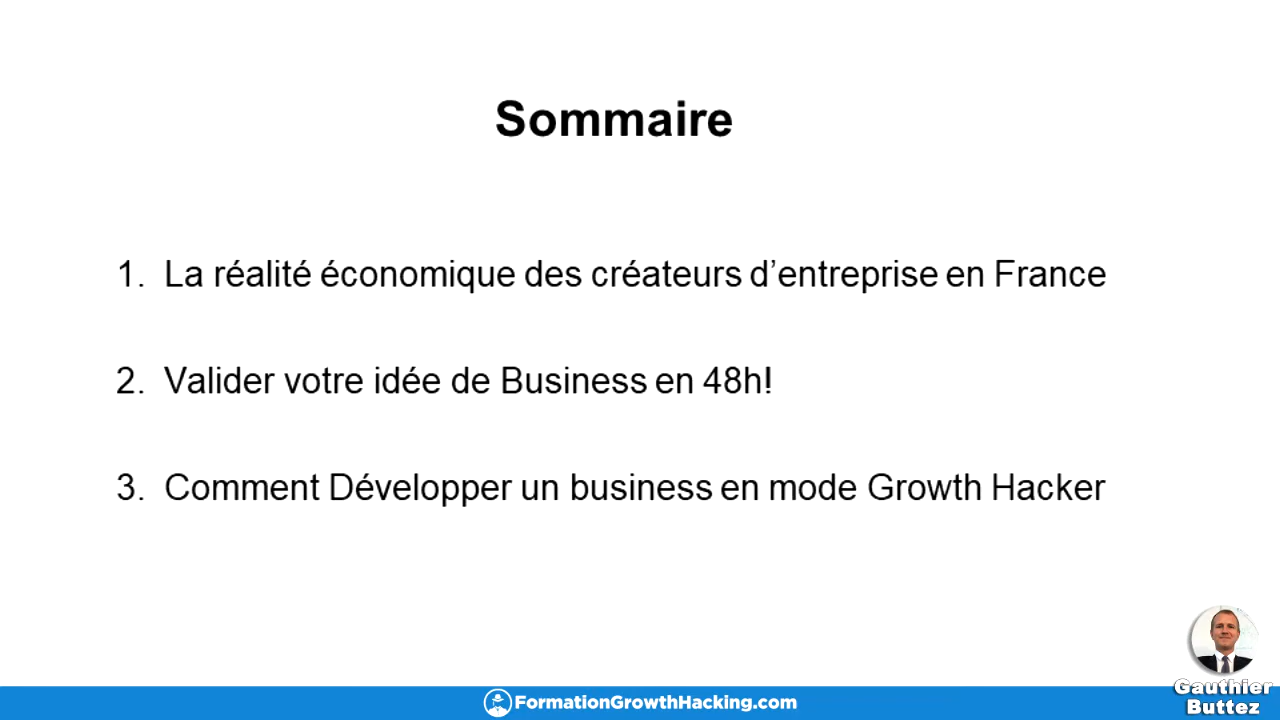 Sommaire
1. La réalité économique des créateurs d’entreprise en France
2. Valider votre idée de Business en 48h!
3. Comment Développer un business en mode Growth Hacker
FormationGrowthHacking.com
Gauthier
Buttez